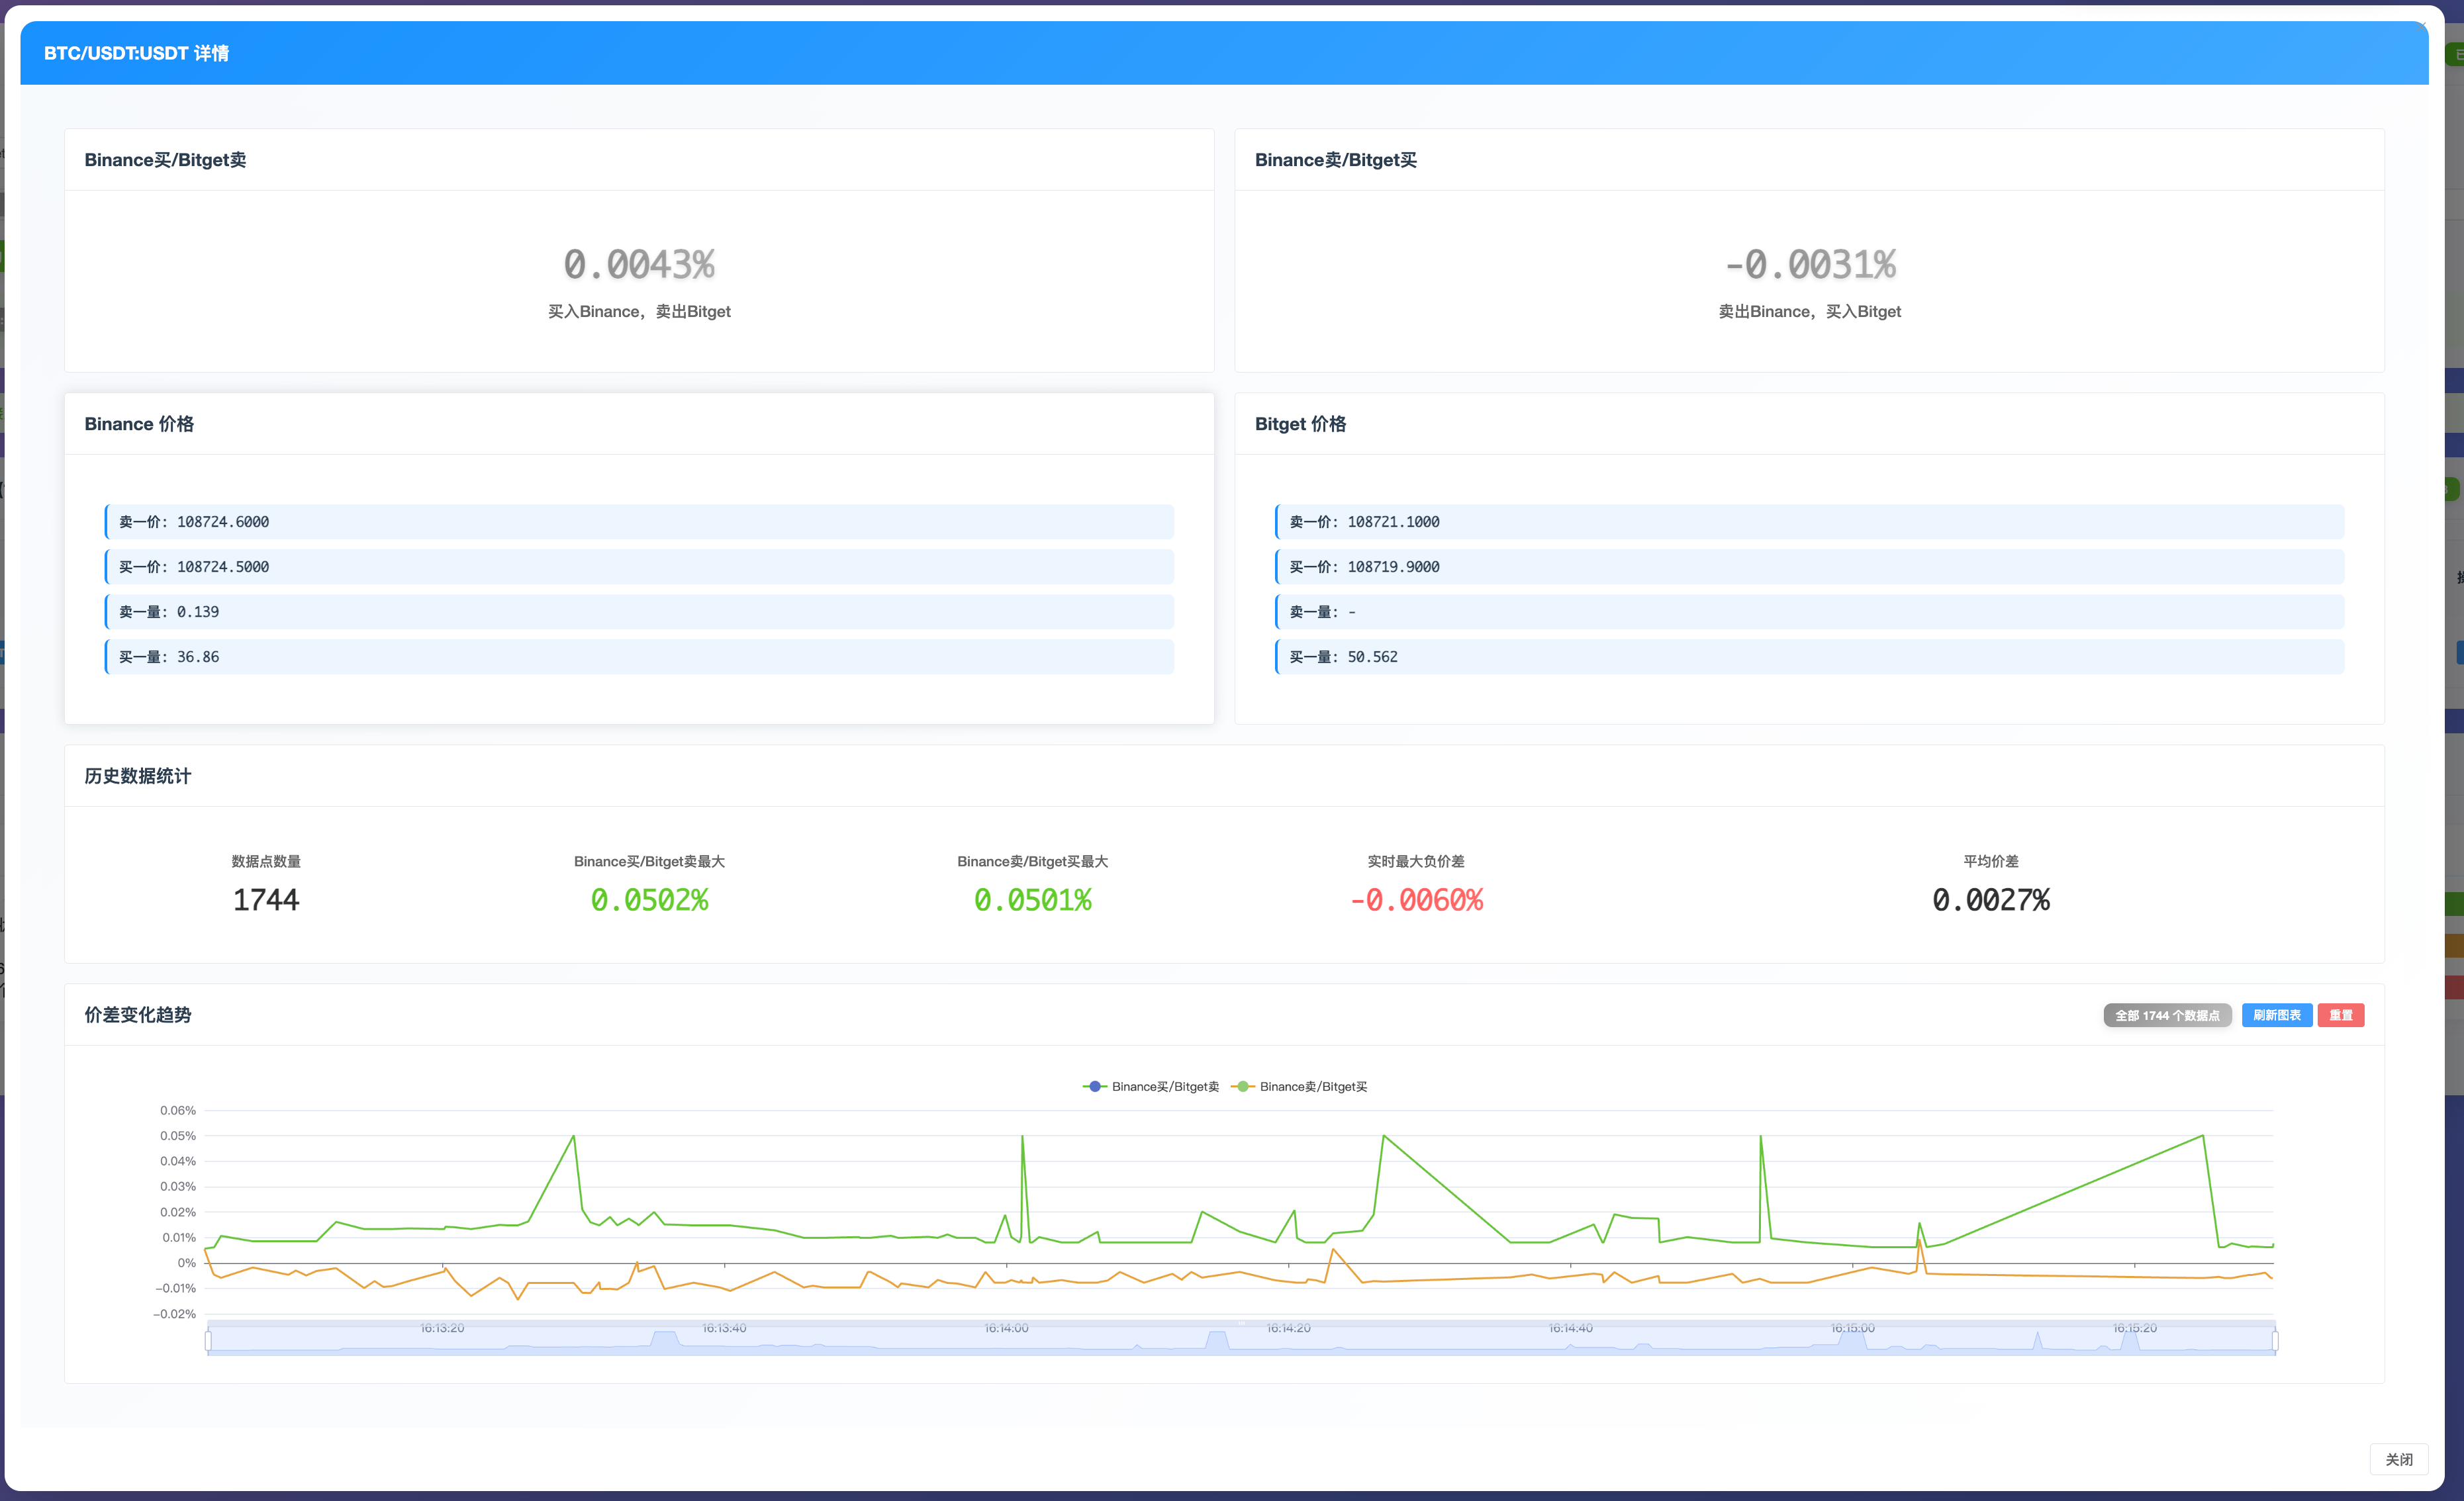 BTC/USDT:USDT 详情
Binance买/Bitget卖
Binance卖/Bitget买
0.0043%
买入Binance，卖出Bitget
-0.0031%
卖出Binance，买入Bitget
Binance 价格
Bitget 价格
卖一价: 108724.6000
买一价: 108724.5000
卖一量: 0.139
买一量: 36.86
卖一价: 108721.1000
买一价: 108719.9000
卖一量: -
买一量: 50.562
历史数据统计
数据点数量
1744
Binance买/Bitget卖最大
0.0502%
Binance卖/Bitget买最大
0.0501%
实时最大负价差
-0.0060%
平均价差
0.0027%
价差变化趋势
全部 1744 个数据点
刷新图表
重置
Binance买/Bitget卖
Binance卖/Bitget买
0.06%
0.05%
0.04%
0.03%
0.02%
0.01%
0%
-0.01%
-0.02%
16:13:20
16:13:40
16:14:00
16:14:20
16:14:40
16:15:00
16:15:20
关闭